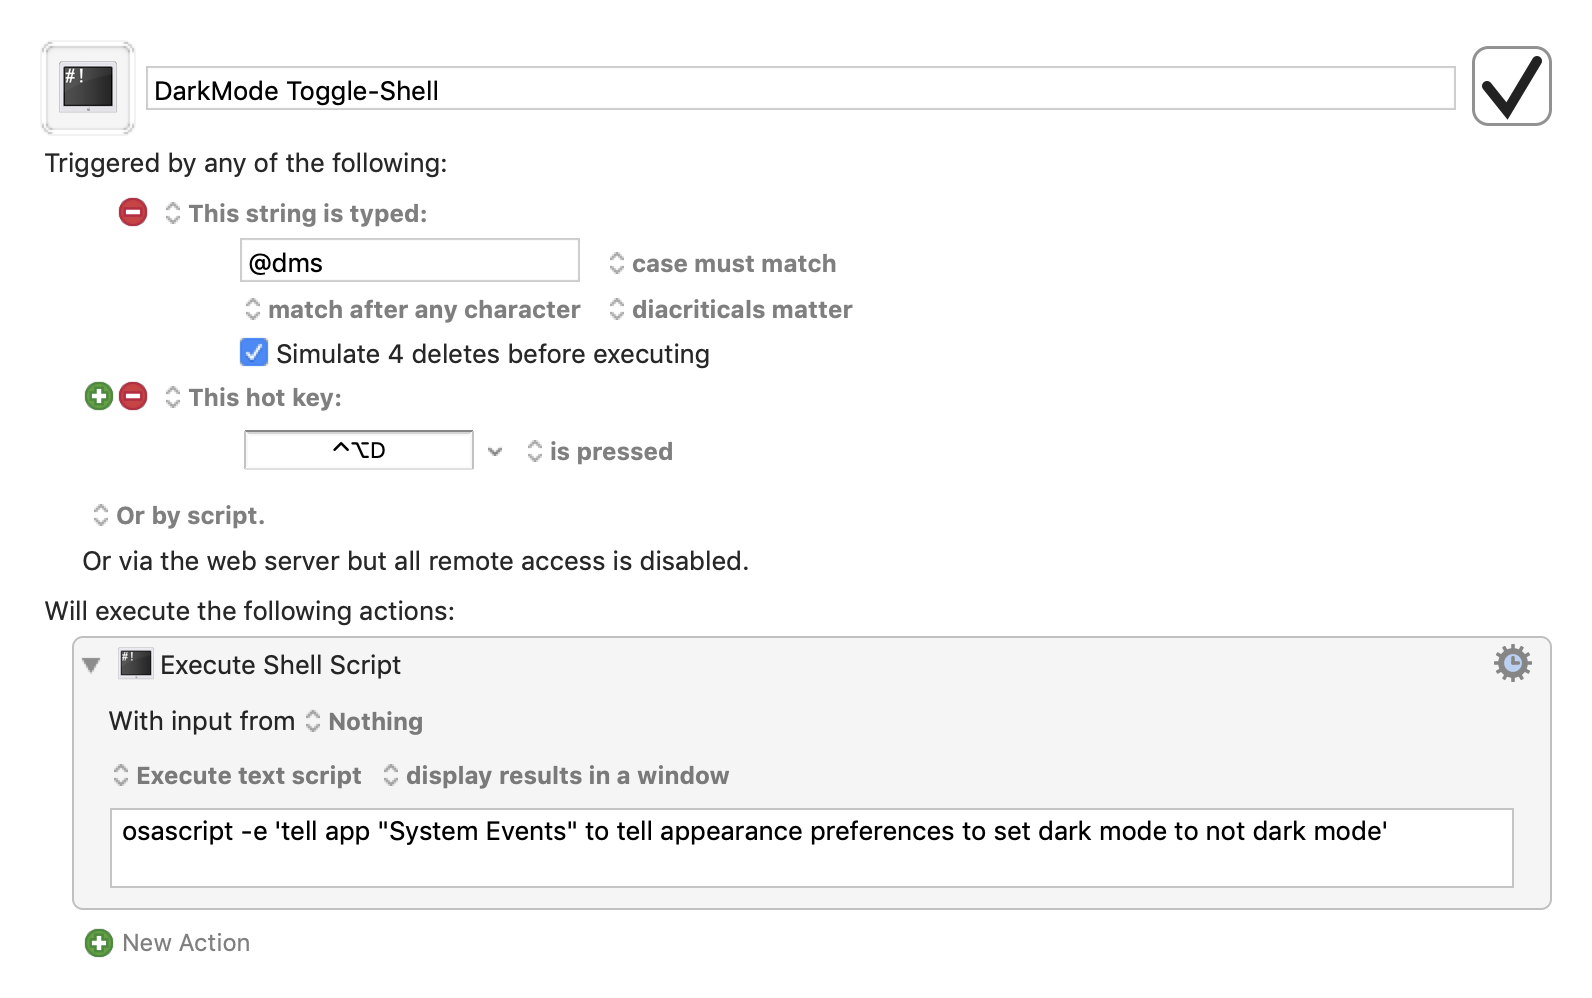 #!
DarkMode Toggle-Shell
Triggered by any of the following:
This string is typed:
@dms
case must match
match after any character
diacriticals matter
Simulate 4 deletes before executing
This hot key:
^⌥D
is pressed
Or by script.
Or via the web server but all remote access is disabled.
Will execute the following actions:
#!
Execute Shell Script
With input from Nothing
Execute text script
display results in a window
osascript -e 'tell app "System Events" to tell appearance preferences to set dark mode to not dark mode'
New Action